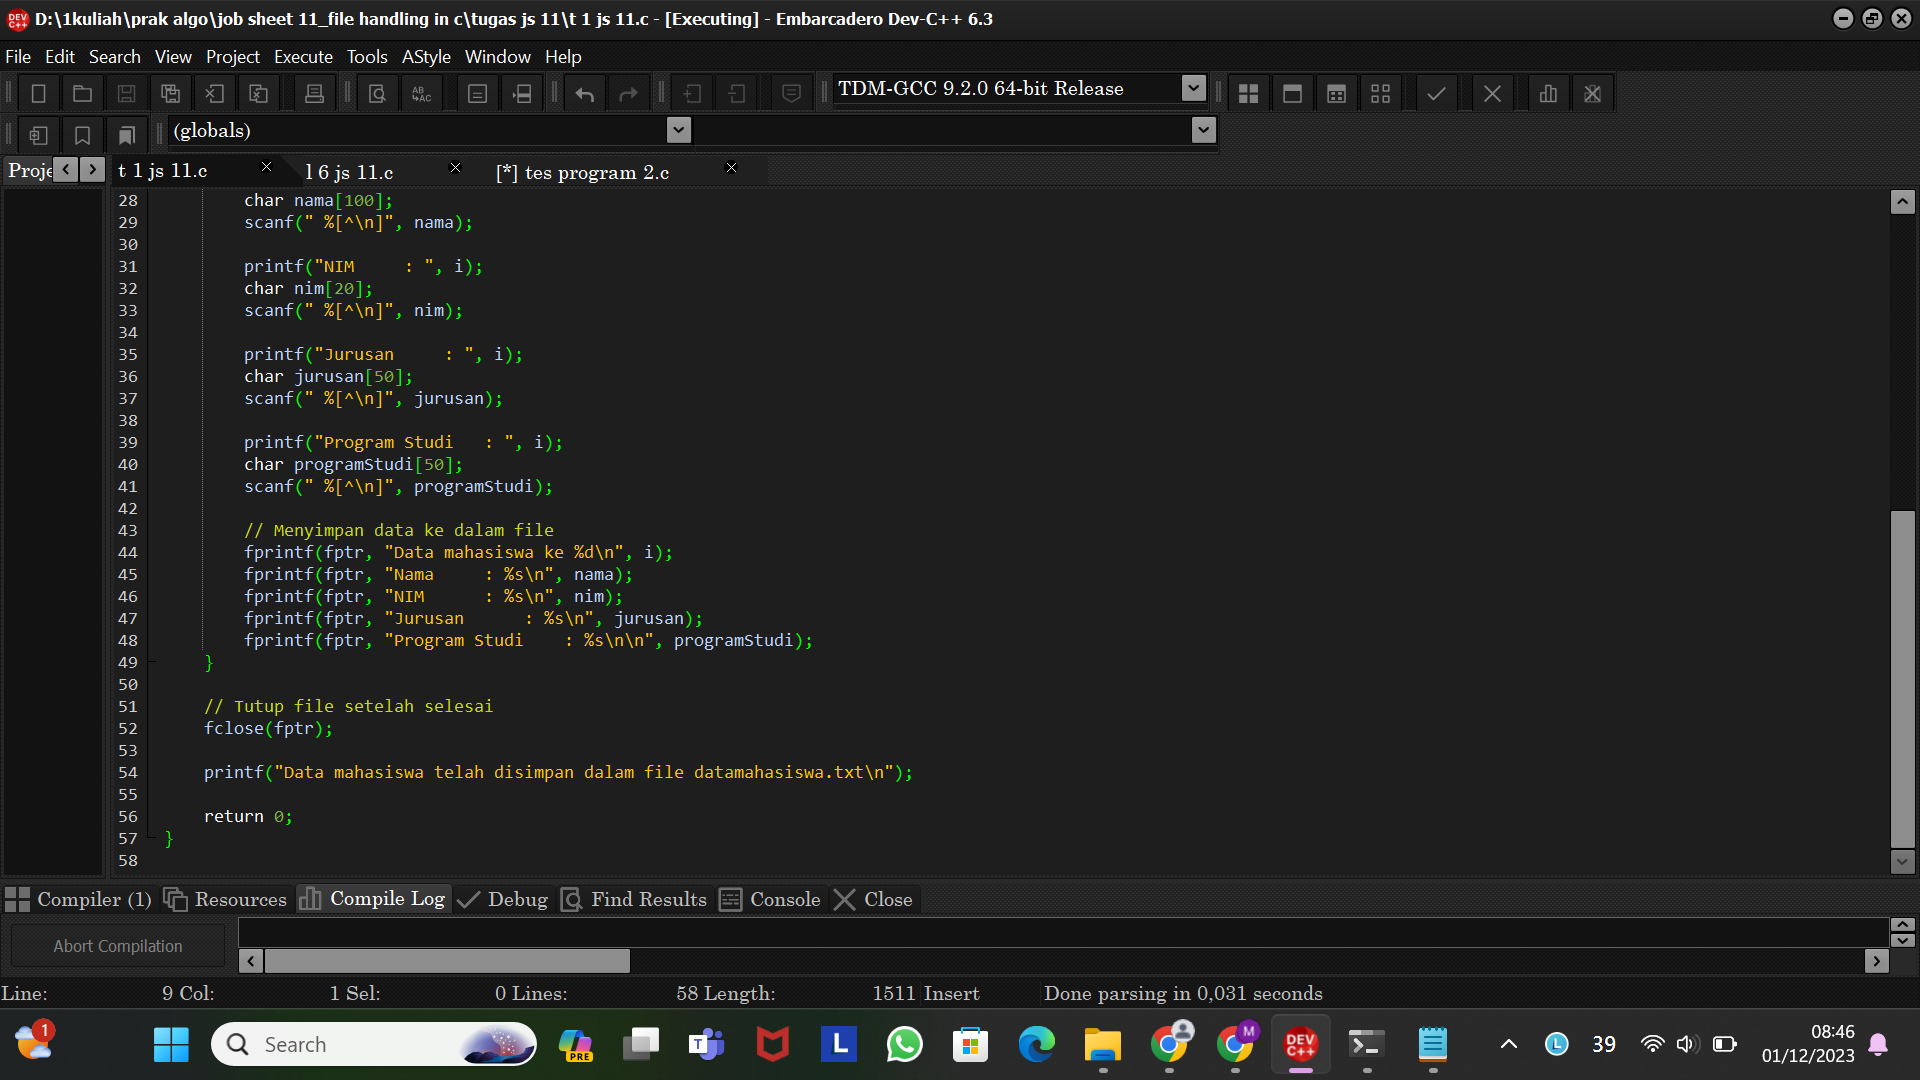 D:\1kuliah\prak algo\job sheet 11_file handling in c\tugas js 11\t 1 js 11.c - [Executing] - Embarcadero Dev-C++ 6.3
File Edit Search View Project Execute Tools AStyle Window Help
TDM-GCC 9.2.0 64-bit Release
(globals)
Proje t 1 js 11.c l 6 js 11.c [*] tes program 2.c
28 char nama[100];
29 scanf(" %[^\n]", nama);
30
31 printf("NIM     : ", i);
32 char nim[20];
33 scanf(" %[^\n]", nim);
34
35 printf("Jurusan     : ", i);
36 char jurusan[50];
37 scanf(" %[^\n]", jurusan);
38
39 printf("Program Studi   : ", i);
40 char programStudi[50];
41 scanf(" %[^\n]", programStudi);
42
43 // Menyimpan data ke dalam file
44 fprintf(fptr, "Data mahasiswa ke %d\n", i);
45 fprintf(fptr, "Nama     : %s\n", nama);
46 fprintf(fptr, "NIM      : %s\n", nim);
47 fprintf(fptr, "Jurusan      : %s\n", jurusan);
48 fprintf(fptr, "Program Studi    : %s\n\n", programStudi);
49 }
50
51 // Tutup file setelah selesai
52 fclose(fptr);
53
54 printf("Data mahasiswa telah disimpan dalam file datamahasiswa.txt\n");
55
56 return 0;
57 }
58
Compiler (1) Resources Compile Log Debug Find Results Console Close
Abort Compilation
Line: 9 Col: 1 Sel: 0 Lines: 58 Length: 1511 Insert Done parsing in 0,031 seconds
1 Search PRE T L M DEV C++ L 39 08:46
01/12/2023